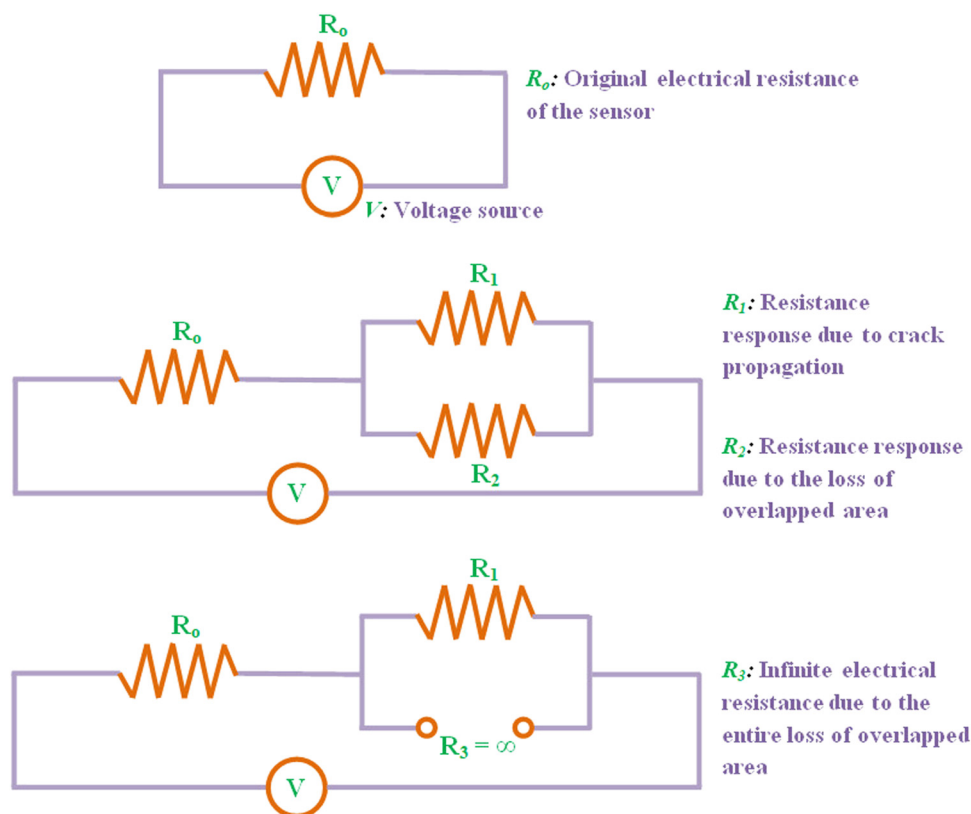 Rₒ
Rₒ: Original electrical resistance
of the sensor
V
V: Voltage source
R₁
Rₒ
R₂
V
R₁: Resistance
response due to crack
propagation
R₂: Resistance response
due to the loss of
overlapped area
R₁
Rₒ
R₃ = ∞
V
R₃: Infinite electrical
resistance due to the
entire loss of overlapped
area